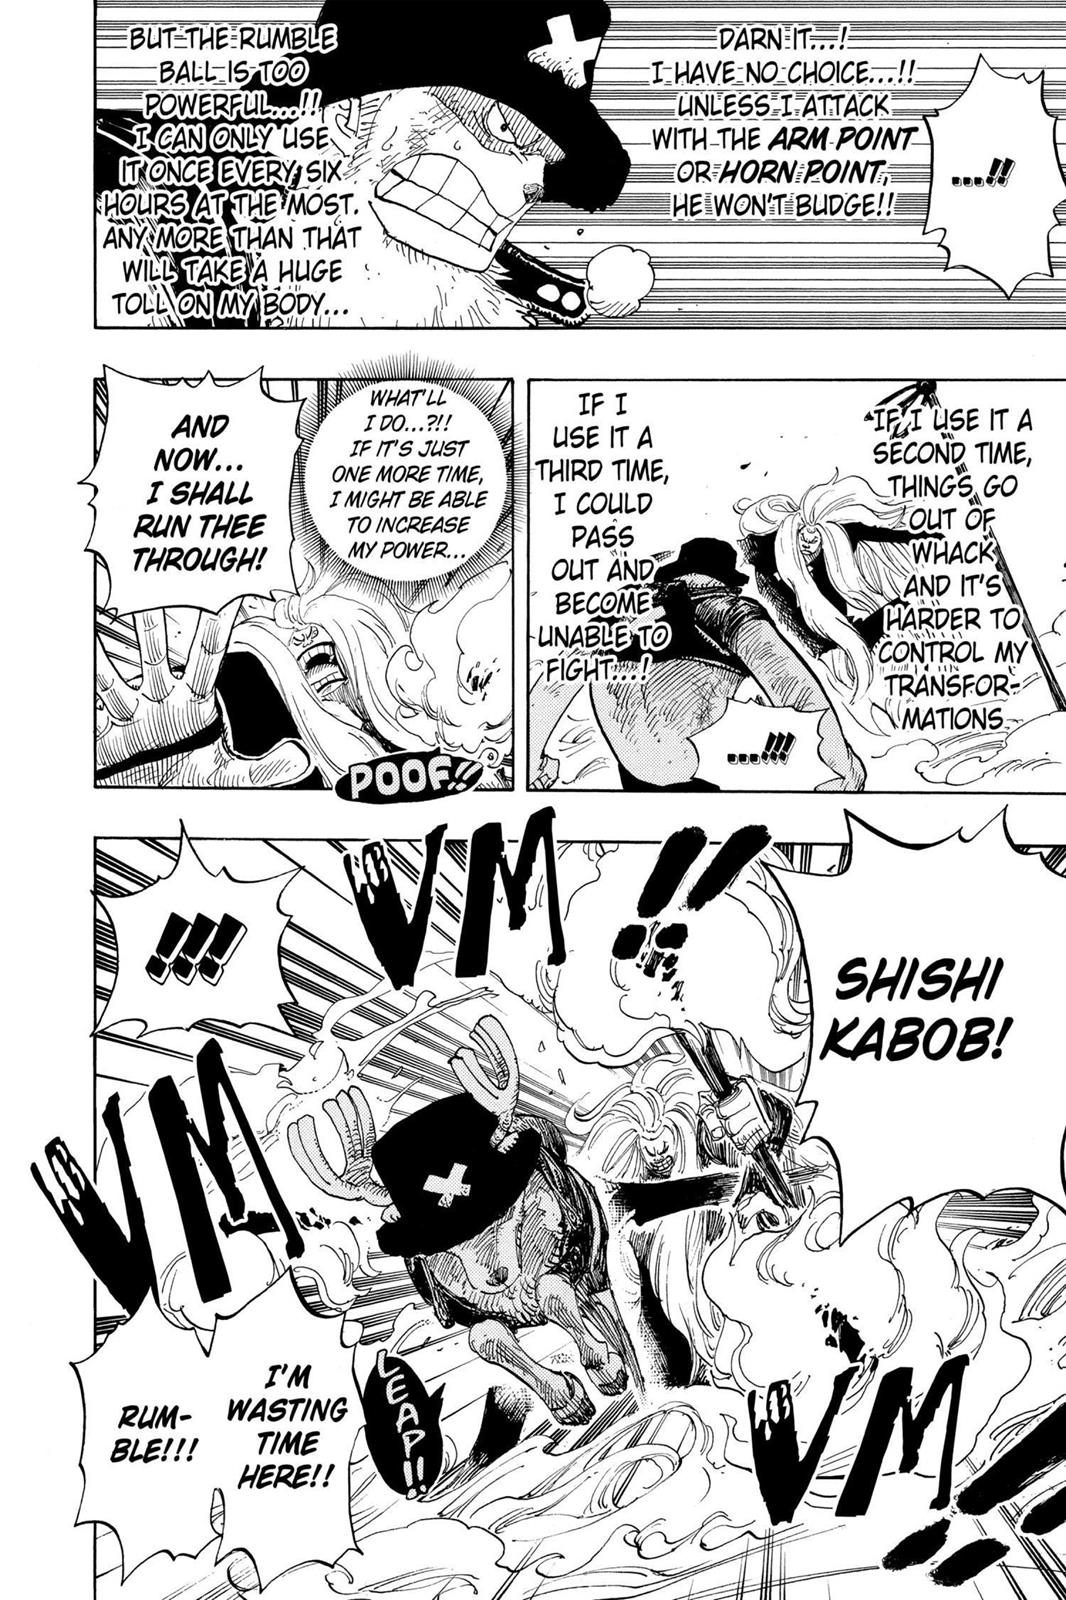 ...!!
DARN IT...!
I HAVE NO CHOICE...!!
UNLESS I ATTACK
WITH THE ARM POINT
OR HORN POINT,
HE WON'T BUDGE!!
BUT THE RUMBLE
BALL IS TOO
POWERFUL...!!
I CAN ONLY USE
IT ONCE EVERY SIX
HOURS AT THE MOST.
ANY MORE THAN THAT
WILL TAKE A HUGE
TOLL ON MY BODY...
IF I USE IT A
SECOND TIME,
THINGS GO
OUT OF
WHACK
AND IT'S
HARDER TO
CONTROL MY
TRANSFOR-
MATIONS
IF I
USE IT A
THIRD TIME,
I COULD
PASS
OUT AND
BECOME
UNABLE TO
FIGHT...!
...!!!
WHAT'LL
I DO...?!!
IF IT'S JUST
ONE MORE TIME,
I MIGHT BE ABLE
TO INCREASE
MY POWER...
AND
NOW...
I SHALL
RUN THEE
THROUGH!
POOF!!
SHISHI
KABOB!
VM!!
!!!
VM
LEAP!!
VM!!
I'M
WASTING
TIME
HERE!!
RUM-
BLE!!!